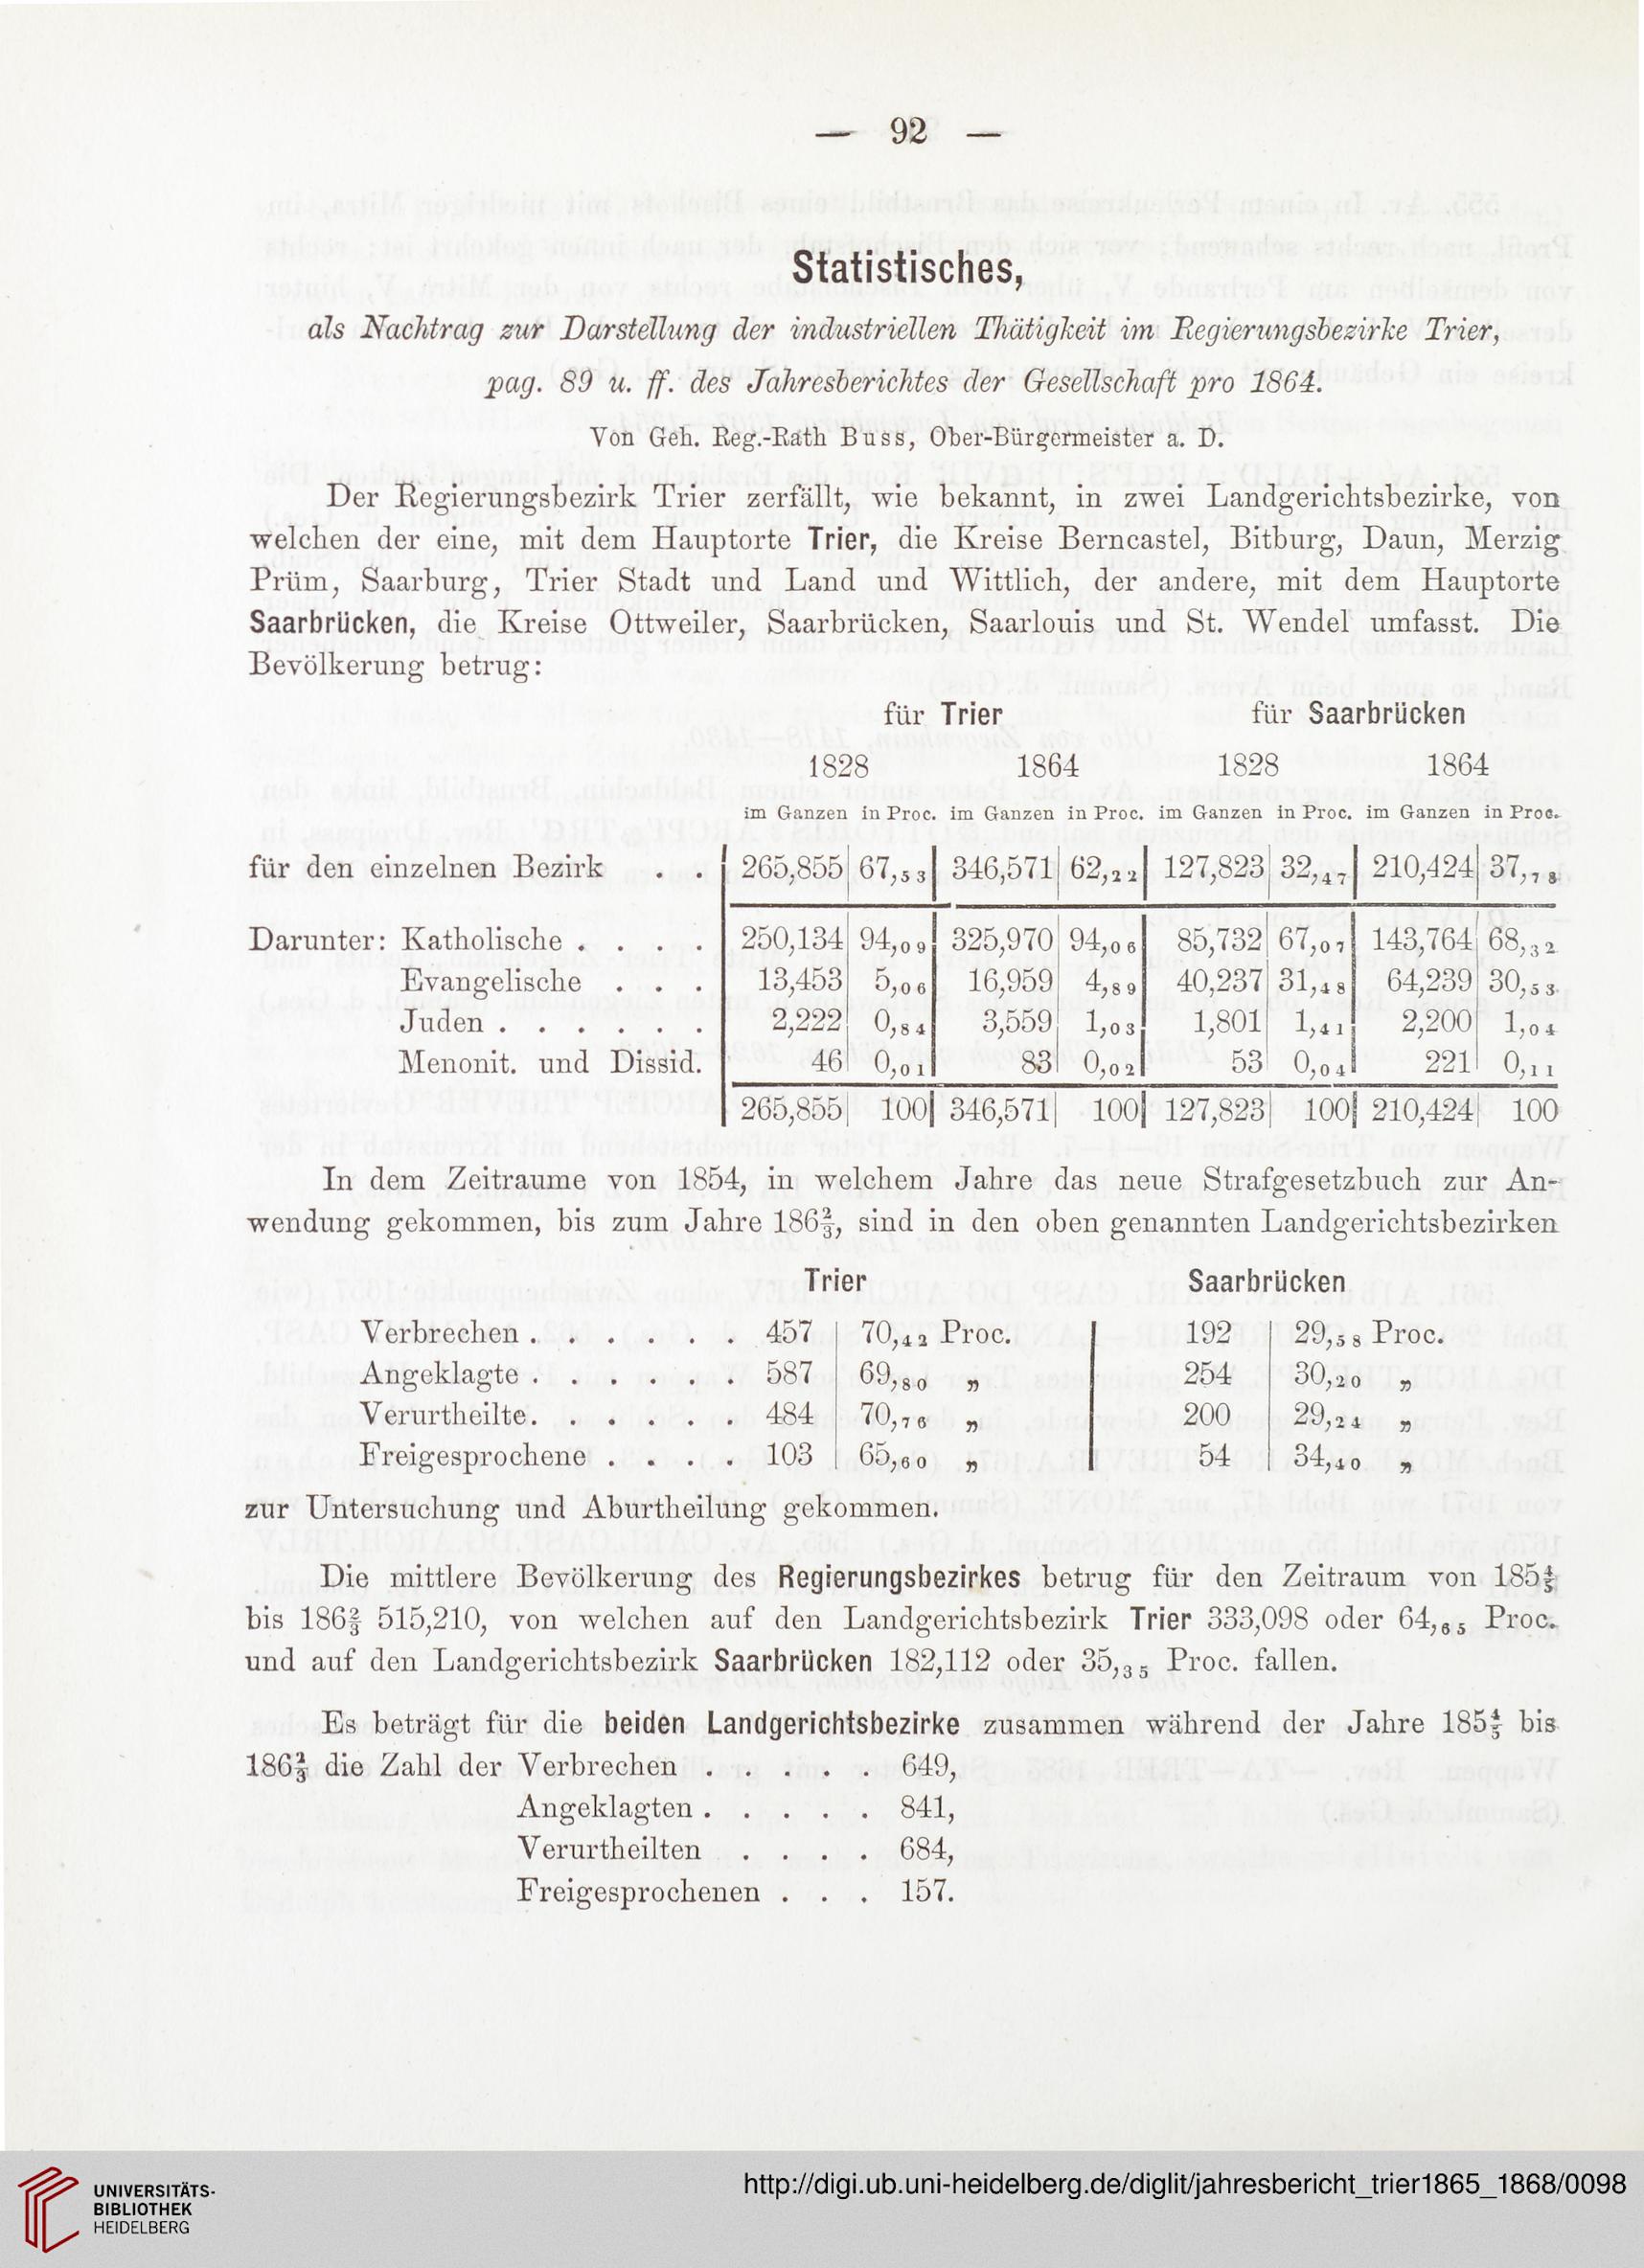 — 92 —
Statistisches,
als Nachtrag zur Darstellung der industriellen Thätigkeit im Regierungsbezirke Trier,
pag. 89 u. ff. des Jahresberichtes der Gesellschaft pro 1864.
Von Geh. Reg.-Rath Buss, Ober-Bürgermeister a. D.
Der Regierungsbezirk Trier zerfällt, wie bekannt, in zwei Landgerichtsbezirke, von
welchen der eine, mit dem Hauptorte Trier, die Kreise Berncastel, Bitburg, Daun, Merzig
Prüm, Saarburg, Trier Stadt und Land und Wittlich, der andere, mit dem Hauptorte
Saarbrücken, die Kreise Ottweiler, Saarbrücken, Saarlouis und St. Wendel umfasst. Die
Bevölkerung betrug:
für Trier für Saarbrücken
1828 1864 1828 1864
im Ganzen in Proc. im Ganzen in Proc. im Ganzen in Proc. im Ganzen in Proc.
für den einzelnen Bezirk . . 265,855 67,53 346,571 62,22 127,823 32,47 210,424 37,78
Darunter: Katholische . . . . 250,134 94,09 325,970 94,06 85,732 67,07 143,764 68,32
Evangelische . . . 13,453 5,06 16,959 4,89 40,237 31,48 64,239 30,53
Juden . . . . . . 2,222 0,84 3,559 1,03 1,801 1,41 2,200 1,04
Menonit. und Dissid. 46 0,01 83 0,02 53 0,04 221 0,11
265,855 100 346,571 100 127,823 100 210,424 100
In dem Zeitraume von 1854, in welchem Jahre das neue Strafgesetzbuch zur An-
wendung gekommen, bis zum Jahre 186⅔, sind in den oben genannten Landgerichtsbezirken
Trier Saarbrücken
Verbrechen . . . . . . 457 70,42 Proc. 192 29,58 Proc.
Angeklagte . . . . . . 587 69,80 „ 254 30,20 „
Verurtheilte. . . . . . 484 70,76 „ 200 29,24 „
Freigesprochene . . . . 103 65,60 „ 54 34,40 „
zur Untersuchung und Aburtheilung gekommen.
Die mittlere Bevölkerung des Regierungsbezirkes betrug für den Zeitraum von 185⅘
bis 186⅔ 515,210, von welchen auf den Landgerichtsbezirk Trier 333,098 oder 64,65 Proc.
und auf den Landgerichtsbezirk Saarbrücken 182,112 oder 35,35 Proc. fallen.
Es beträgt für die beiden Landgerichtsbezirke zusammen während der Jahre 185⅘ bis
186⅔ die Zahl der Verbrechen . . . . . 649,
Angeklagten . . . . . 841,
Verurtheilten . . . . 684,
Freigesprochenen . . . 157.
UNIVERSITÄTS-
BIBLIOTHEK
HEIDELBERG
http://digi.ub.uni-heidelberg.de/diglit/jahresbericht_trier1865_1868/0098